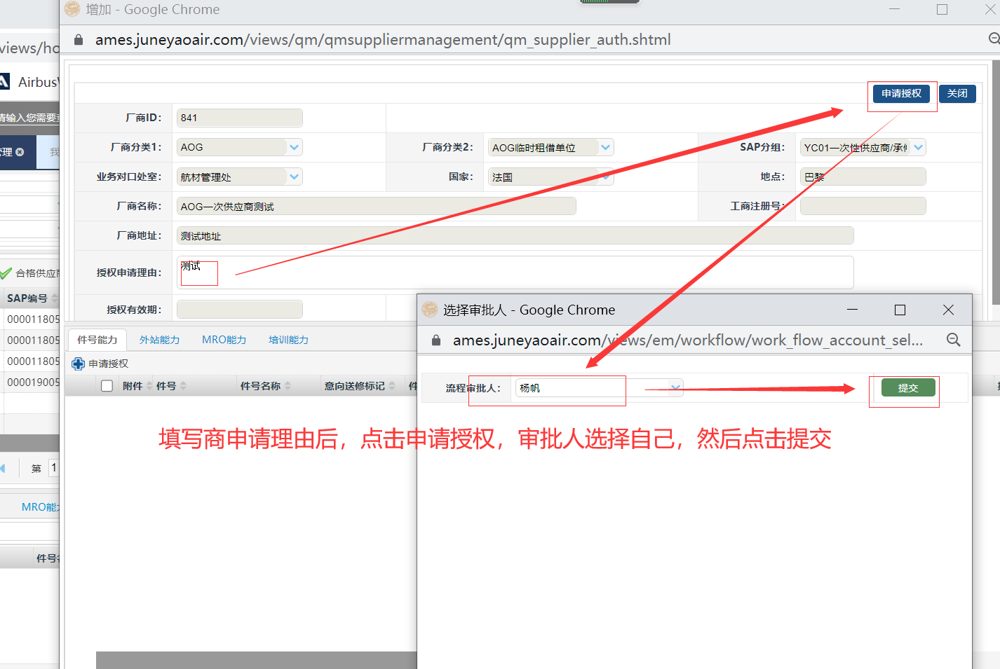 增加 - Google Chrome
views/ho
ames.juneyaoair.com/views/qm/qmsuppliermanagement/qm_supplier_auth.shtml
Airbus
申请授权 关闭
请输入您需要
厂商ID： 841
管理 我
厂商分类1： AOG 厂商分类2： AOG临时租借单位 SAP分组： YC01—次性供应商/承
业务对口处室： 航材管理处 国家： 法国 地点： 巴黎
厂商名称： AOG—次供应商测试 工商注册号：
厂商地址： 测试地址
授权申请理由： 测试
合格供应商
SAP编号
授权有效期：
选择审批人 - Google Chrome
000011805
000011805
000011805
000019005
件号能力 外站能力 MRO能力 培训能力
ames.juneyaoair.com/views/em/workflow/work_flow_account_sel...
申请授权
附件 件号 件号名称 意向送修标记 件
流程审批人： 杨帆 提交
填写商申请理由后，点击申请授权，审批人选择自己，然后点击提交
第 1
MRO能力
件号名